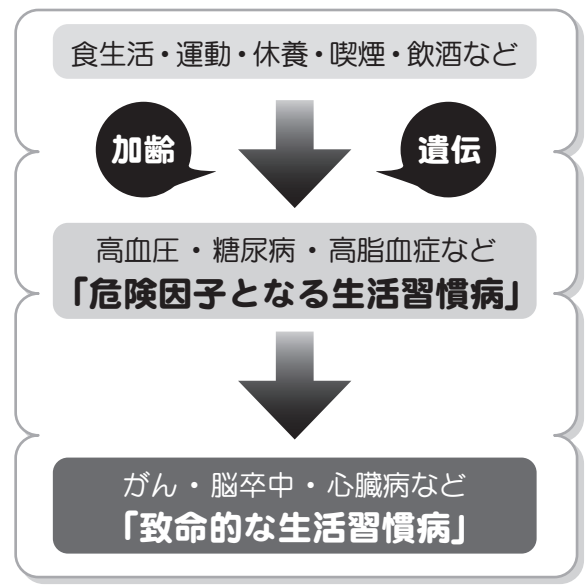 食生活・運動・休養・喫煙・飲酒など
加齢
遺伝
高血圧・糖尿病・高脂血症など
「危険因子となる生活習慣病」
がん・脳卒中・心臓病など
「致命的な生活習慣病」